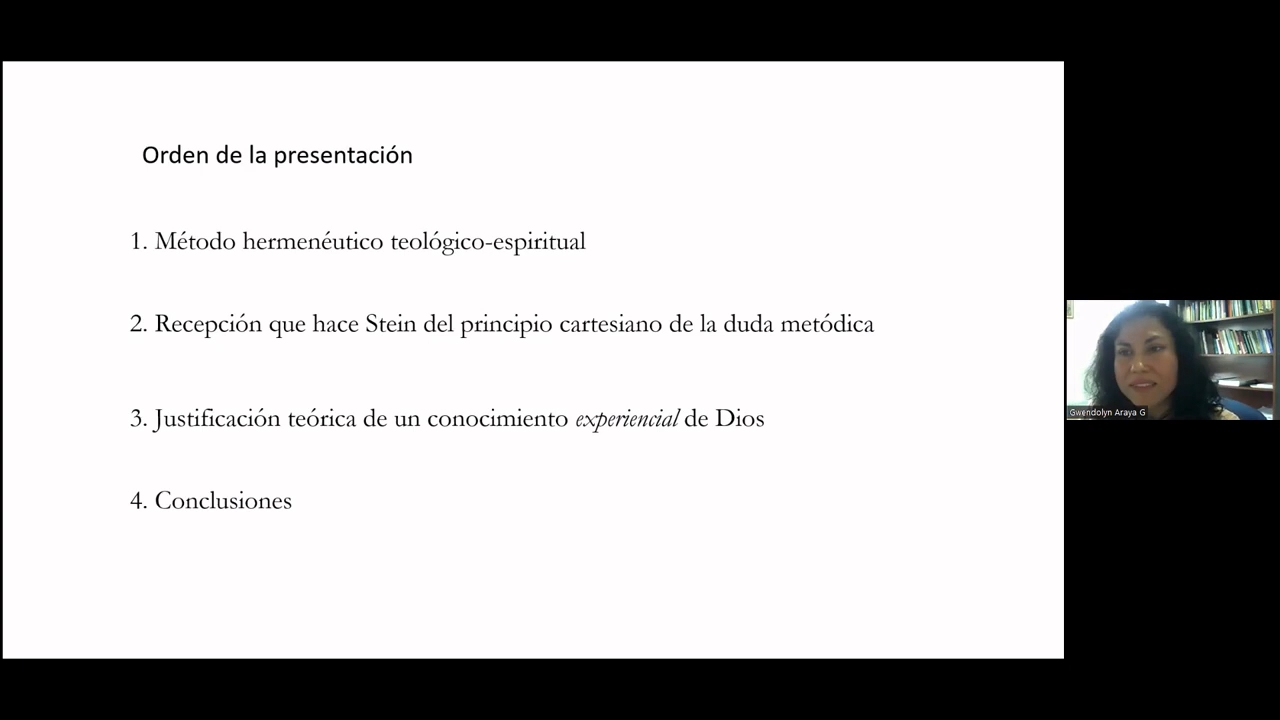 Orden de la presentación
1. Método hermenéutico teológico-espiritual
2. Recepción que hace Stein del principio cartesiano de la duda metódica
3. Justificación teórica de un conocimiento experiencial de Dios
4. Conclusiones
Gwendolyn Araya G